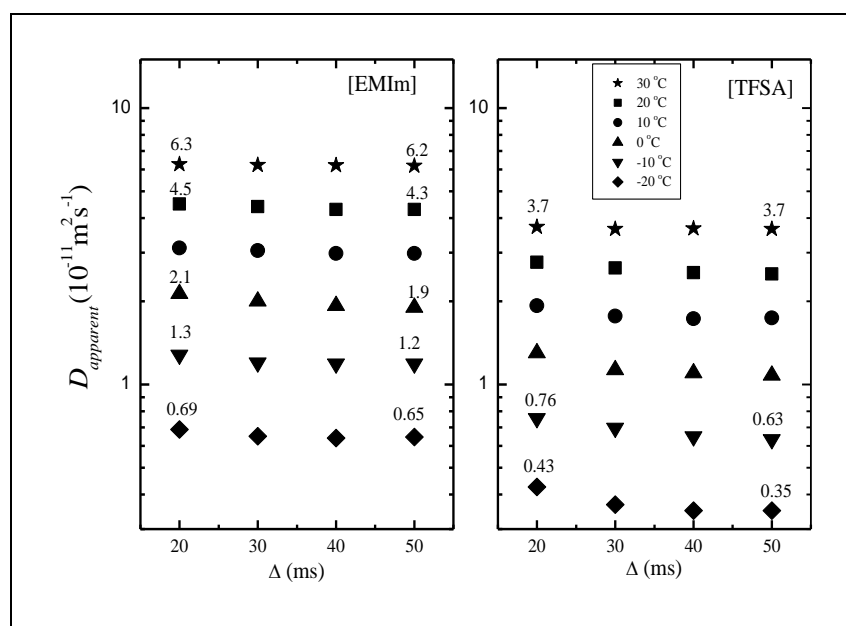 [EMIm]
10
6.3
6.2
4.5
4.3
2.1
1.9
1.3
1.2
1
0.69
0.65
20 30 40 50
Δ (ms)
D apparent (10⁻¹¹ m² s⁻¹)
[TFSA]
30 °C
20 °C
10 °C
0 °C
-10 °C
-20 °C
10
3.7
3.7
1
0.76
0.63
0.43
0.35
20 30 40 50
Δ (ms)